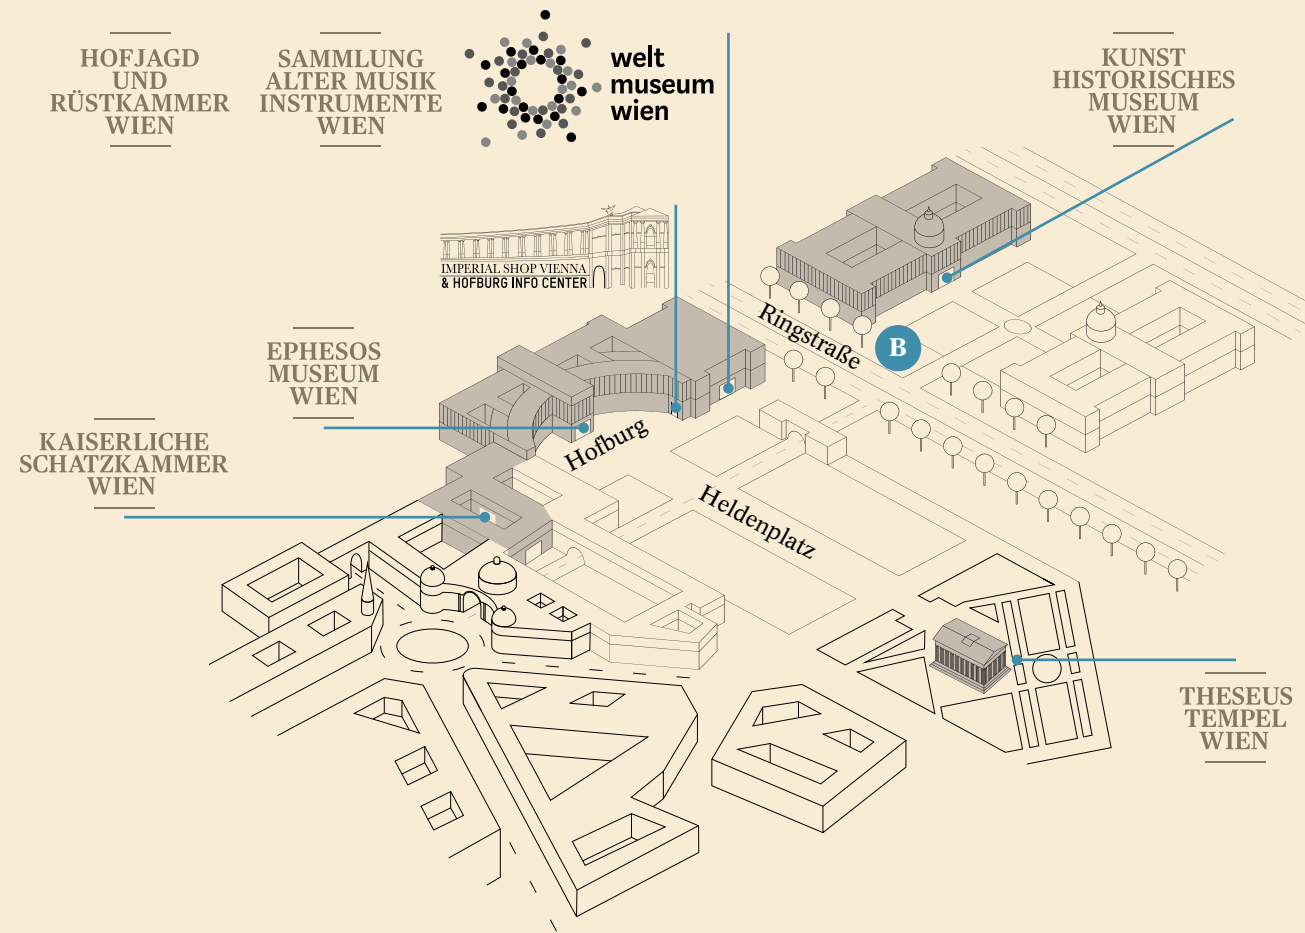 HOFJAGD
UND
RÜSTKAMMER
WIEN
SAMMLUNG
ALTER MUSIK
INSTRUMENTE
WIEN
welt
museum
wien
KUNST
HISTORISCHES
MUSEUM
WIEN
IMPERIAL SHOP VIENNA
& HOFBURG INFO CENTER
Ringstraße
B
EPHESOS
MUSEUM
WIEN
KAISERLICHE
SCHATZKAMMER
WIEN
Hofburg
Heldenplatz
THESEUS
TEMPEL
WIEN